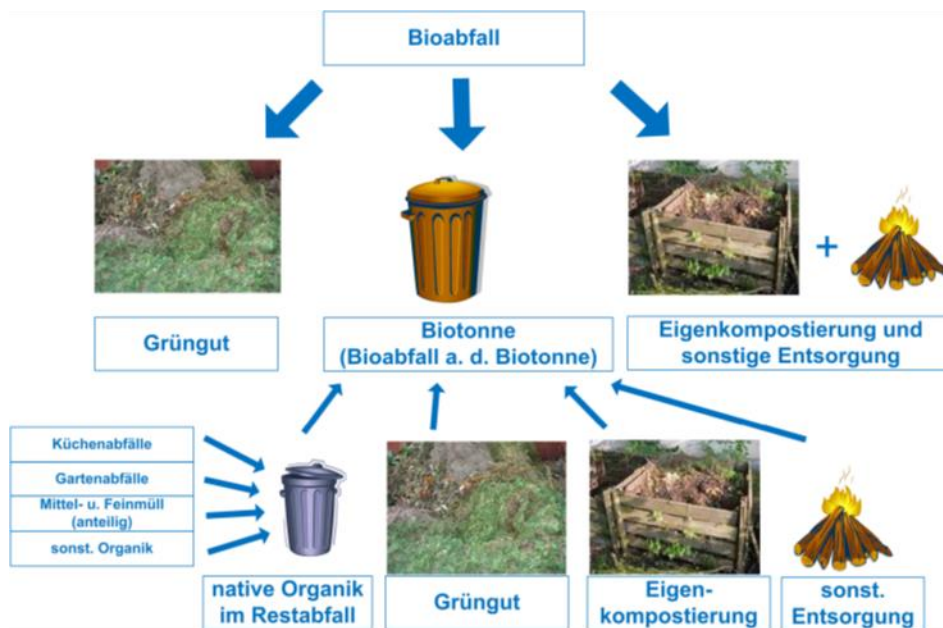 Bioabfall
Grüngut
Biotonne
(Bioabfall a. d. Biotonne)
Eigenkompostierung und
sonstige Entsorgung
+
Küchenabfälle
Gartenabfälle
Mittel- u. Feinmüll
(anteilig)
sonst. Organik
native Organik
im Restabfall
Grüngut
Eigen-
kompostierung
sonst.
Entsorgung